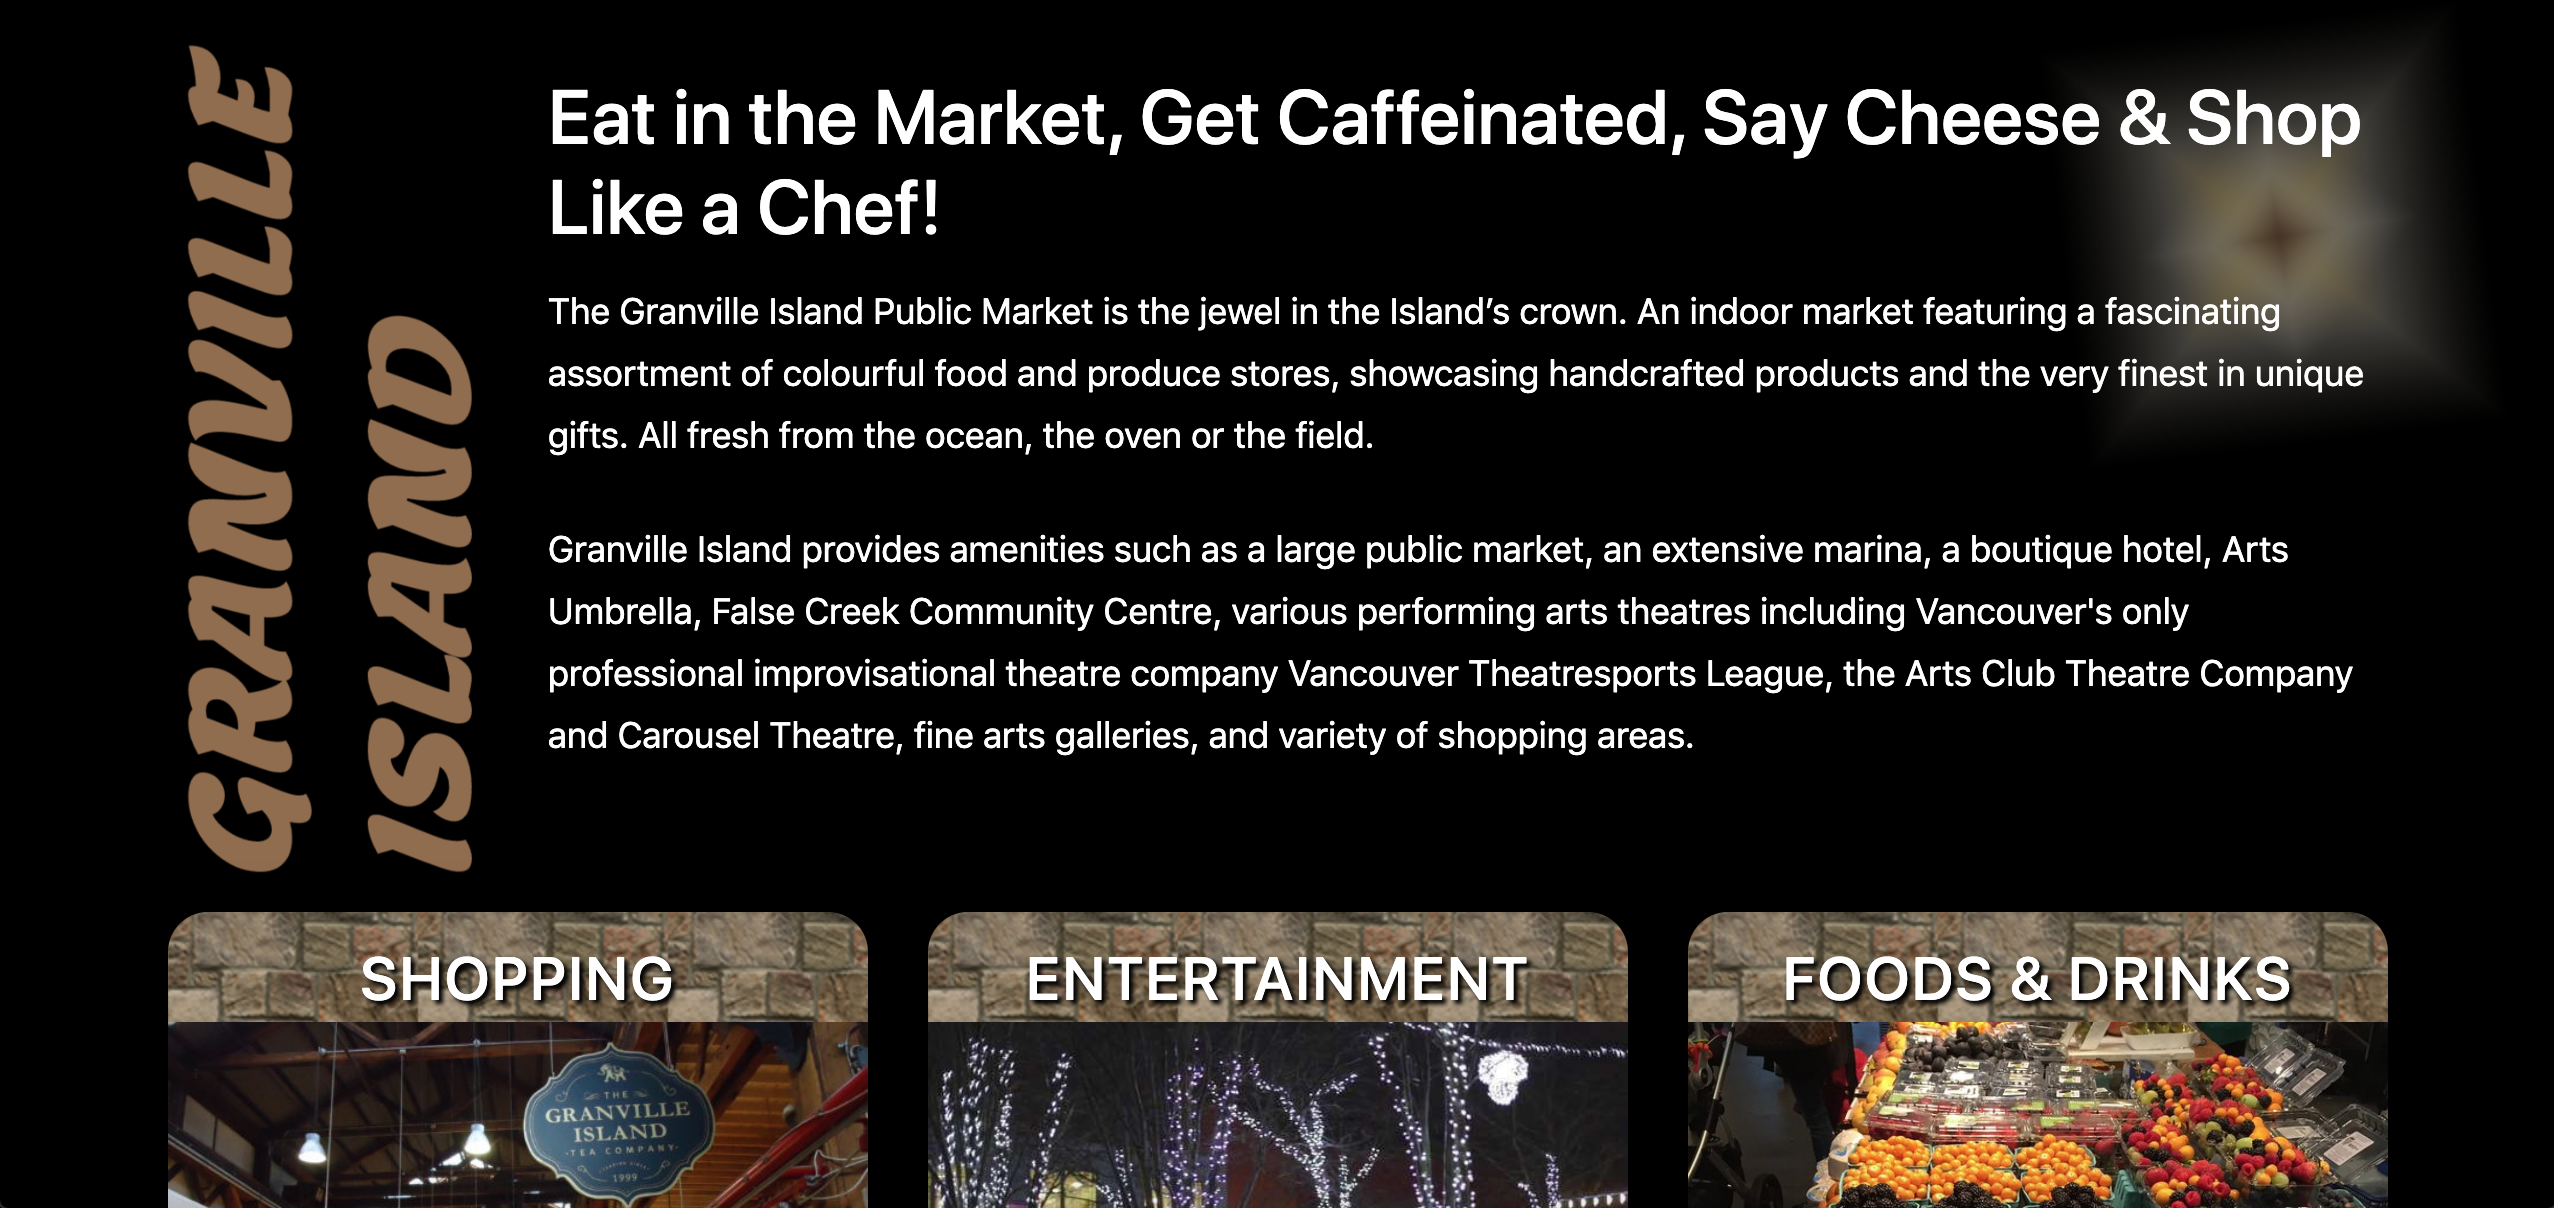 GRANVILLE
ISLAND
Eat in the Market, Get Caffeinated, Say Cheese & Shop
Like a Chef!
The Granville Island Public Market is the jewel in the Island’s crown. An indoor market featuring a fascinating
assortment of colourful food and produce stores, showcasing handcrafted products and the very finest in unique
gifts. All fresh from the ocean, the oven or the field.
Granville Island provides amenities such as a large public market, an extensive marina, a boutique hotel, Arts
Umbrella, False Creek Community Centre, various performing arts theatres including Vancouver's only
professional improvisational theatre company Vancouver Theatresports League, the Arts Club Theatre Company
and Carousel Theatre, fine arts galleries, and variety of shopping areas.
SHOPPING
ENTERTAINMENT
FOODS & DRINKS
THE
GRANVILLE
ISLAND
TEA COMPANY
1999